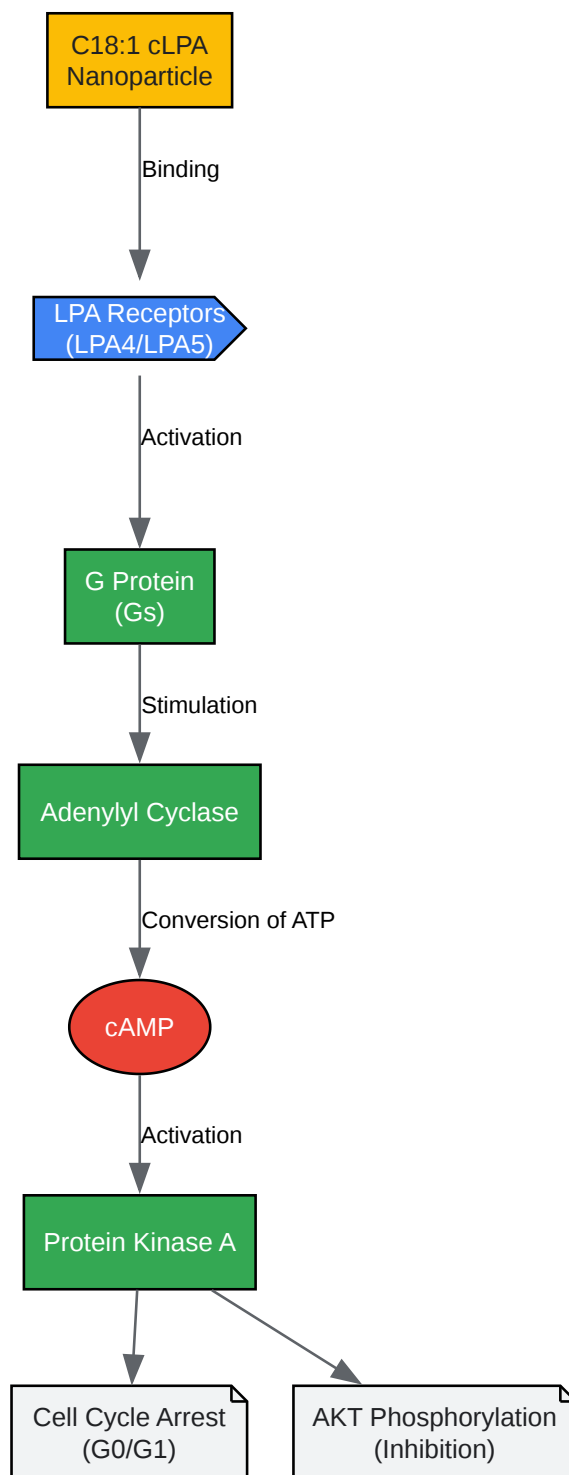 C18:1 cLPA
Nanoparticle
Binding
LPA Receptors
(LPA4/LPA5)
Activation
G Protein
(Gs)
Stimulation
Adenylyl Cyclase
Conversion of ATP
cAMP
Activation
Protein Kinase A
Cell Cycle Arrest
(G0/G1)
AKT Phosphorylation
(Inhibition)